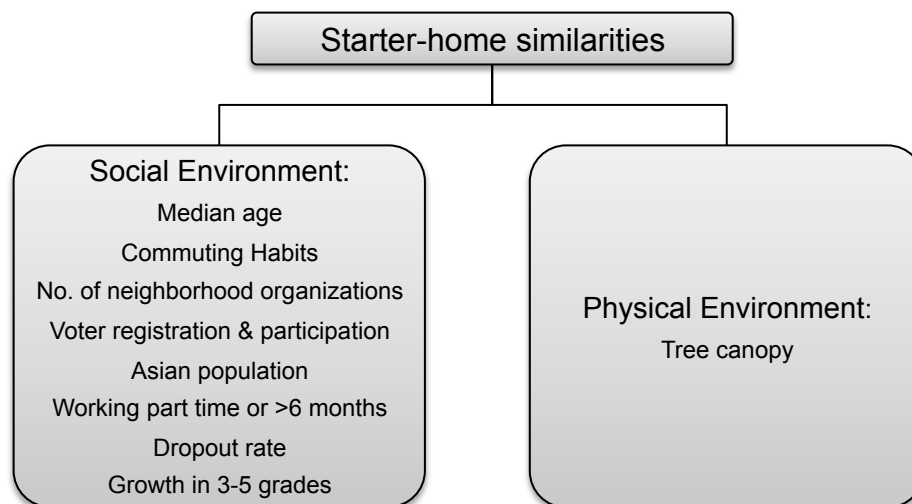 Starter-home similarities
Social Environment:
Median age
Commuting Habits
No. of neighborhood organizations
Voter registration & participation
Asian population
Working part time or >6 months
Dropout rate
Growth in 3-5 grades
Physical Environment:
Tree canopy